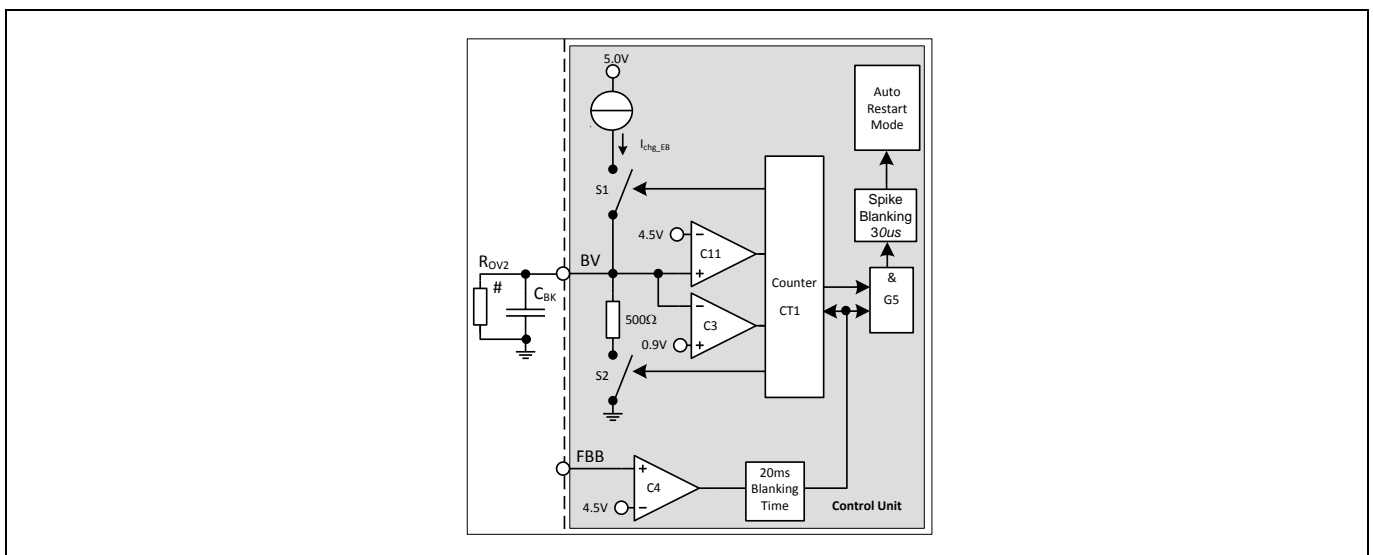 5.0V
Auto
Restart
Mode
Ichg_EB
S1
Spike
Blanking
30us
4.5V
C11
ROV2
#
CBK
BV
Counter
CT1
&
G5
500Ω
C3
0.9V
S2
FBB
C4
4.5V
20ms
Blanking
Time
Control Unit